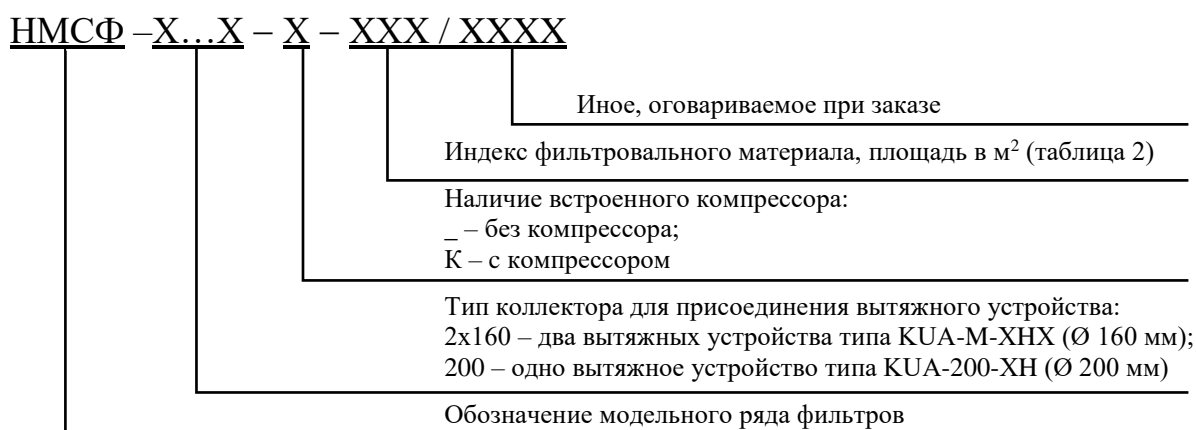 НМСФ –Х…Х – Х – ХХХ / ХХХХ
Иное, оговариваемое при заказе
Индекс фильтровального материала, площадь в м² (таблица 2)
Наличие встроенного компрессора:
_ – без компрессора;
К – с компрессором
Тип коллектора для присоединения вытяжного устройства:
2х160 – два вытяжных устройства типа KUA-M-XHX (Ø 160 мм);
200 – одно вытяжное устройство типа KUA-200-XH (Ø 200 мм)
Обозначение модельного ряда фильтров